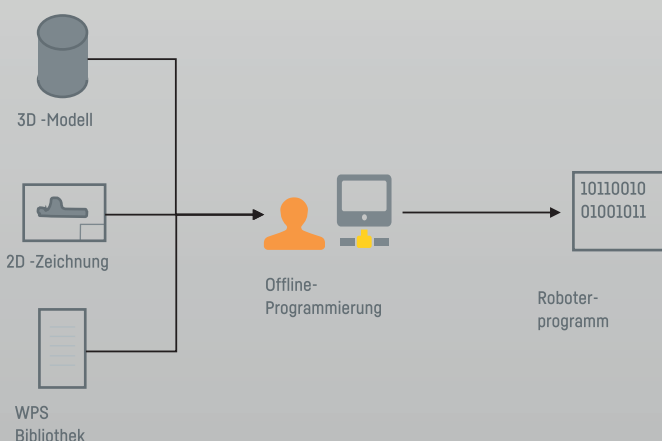 3D -Modell
2D -Zeichnung
WPS
Bibliothek
Offline-
Programmierung
10110010
01001011
Roboter-
programm